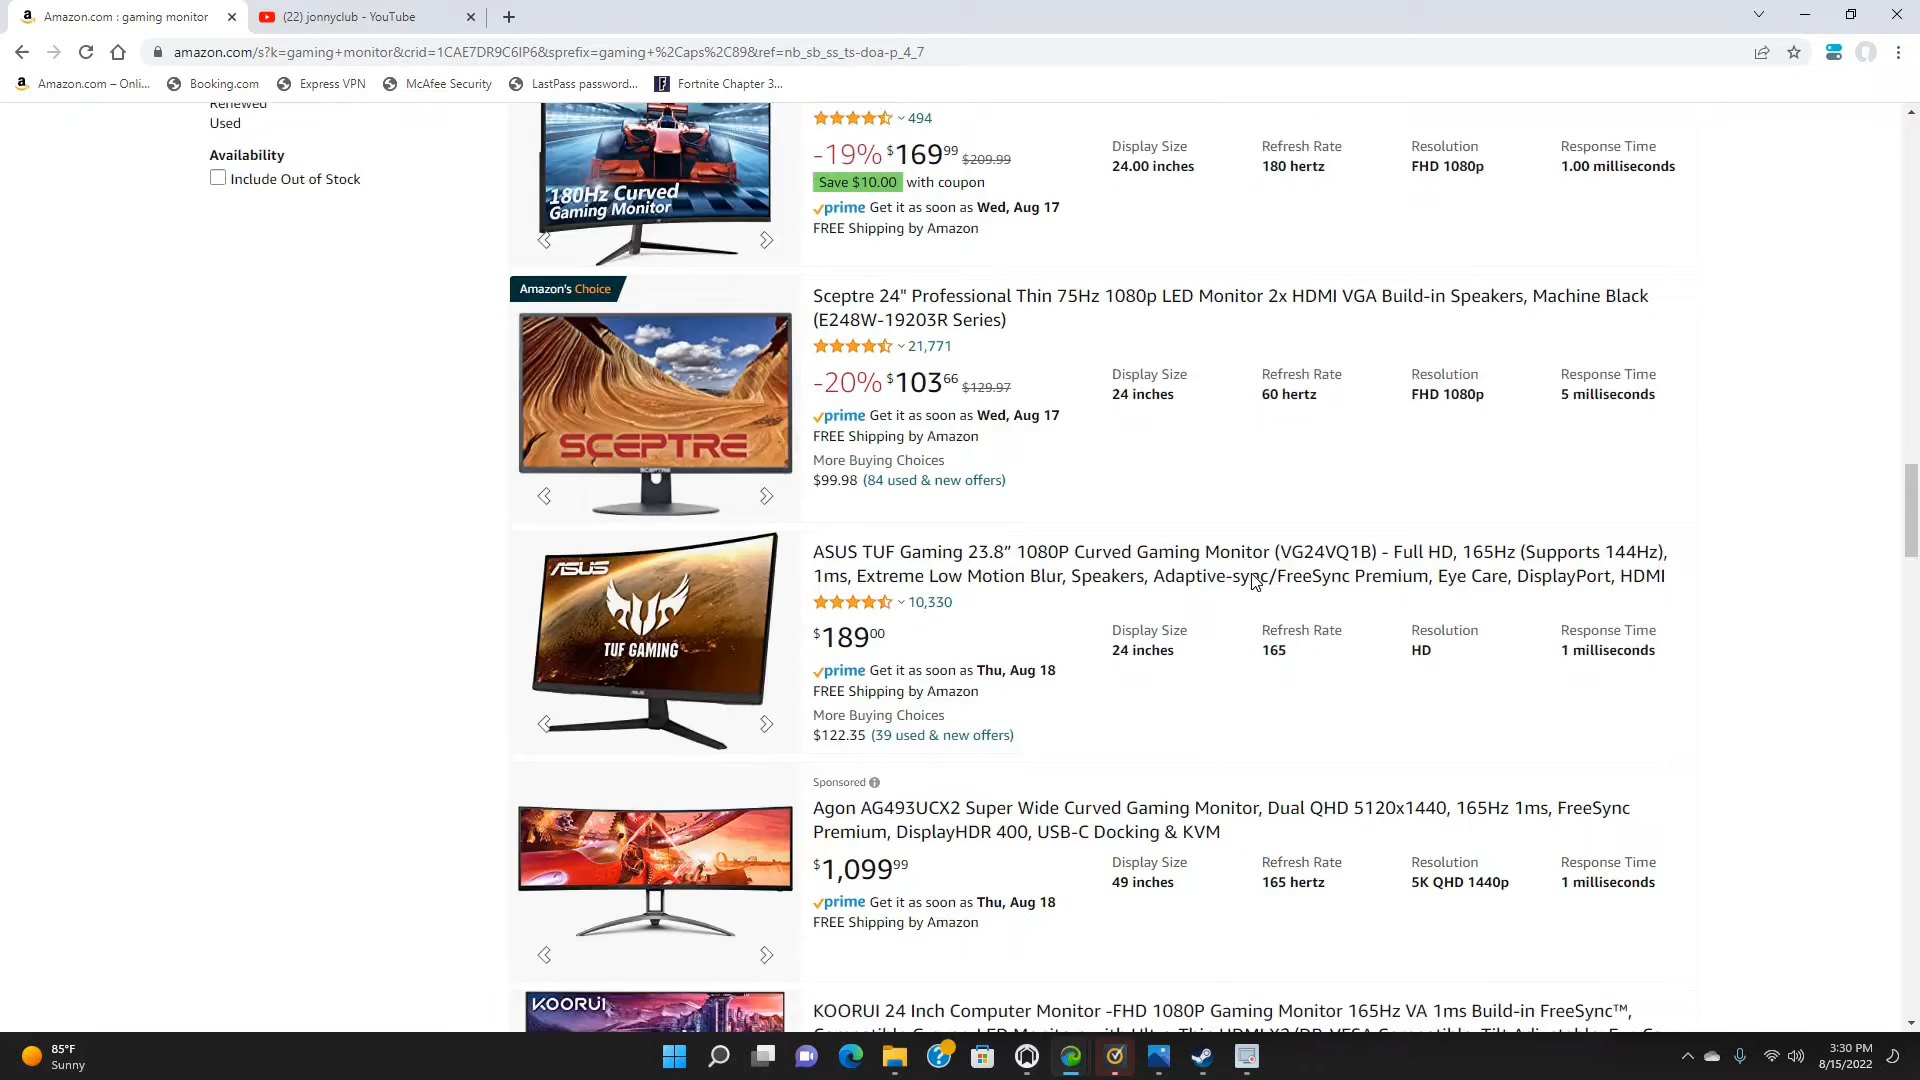 Amazon.com : gaming monitor
(22) jonnyclub - YouTube
amazon.com/s?k=gaming+monitor&crid=1CAE7DR9C6IP6&sprefix=gaming+%2Caps%2C89&ref=nb_sb_ss_ts-doa-p_4_7
Amazon.com – Onli...
Booking.com
Express VPN
McAfee Security
LastPass password...
Fortnite Chapter 3...
Renewed
Used
Availability
Include Out of Stock
180Hz Curved
Gaming Monitor
494
-19% $169⁹⁹ $209.99
Save $10.00 with coupon
prime Get it as soon as Wed, Aug 17
FREE Shipping by Amazon
Display Size Refresh Rate Resolution Response Time
24.00 inches 180 hertz FHD 1080p 1.00 milliseconds
Amazon's Choice
SCEPTRE
SCEPTRE
Sceptre 24" Professional Thin 75Hz 1080p LED Monitor 2x HDMI VGA Build-in Speakers, Machine Black
(E248W-19203R Series)
21,771
-20% $103⁶⁶ $129.97
prime Get it as soon as Wed, Aug 17
FREE Shipping by Amazon
More Buying Choices
$99.98 (84 used & new offers)
Display Size Refresh Rate Resolution Response Time
24 inches 60 hertz FHD 1080p 5 milliseconds
ASUS
TUF GAMING
ASUS TUF Gaming 23.8” 1080P Curved Gaming Monitor (VG24VQ1B) - Full HD, 165Hz (Supports 144Hz),
1ms, Extreme Low Motion Blur, Speakers, Adaptive-sync/FreeSync Premium, Eye Care, DisplayPort, HDMI
10,330
$189⁰⁰
prime Get it as soon as Thu, Aug 18
FREE Shipping by Amazon
More Buying Choices
$122.35 (39 used & new offers)
Display Size Refresh Rate Resolution Response Time
24 inches 165 HD 1 milliseconds
Sponsored
Agon AG493UCX2 Super Wide Curved Gaming Monitor, Dual QHD 5120x1440, 165Hz 1ms, FreeSync
Premium, DisplayHDR 400, USB-C Docking & KVM
$1,099⁹⁹
prime Get it as soon as Thu, Aug 18
FREE Shipping by Amazon
Display Size Refresh Rate Resolution Response Time
49 inches 165 hertz 5K QHD 1440p 1 milliseconds
KOORUI
KOORUI 24 Inch Computer Monitor -FHD 1080P Gaming Monitor 165Hz VA 1ms Build-in FreeSync™,
85°F
Sunny
3:30 PM
8/15/2022